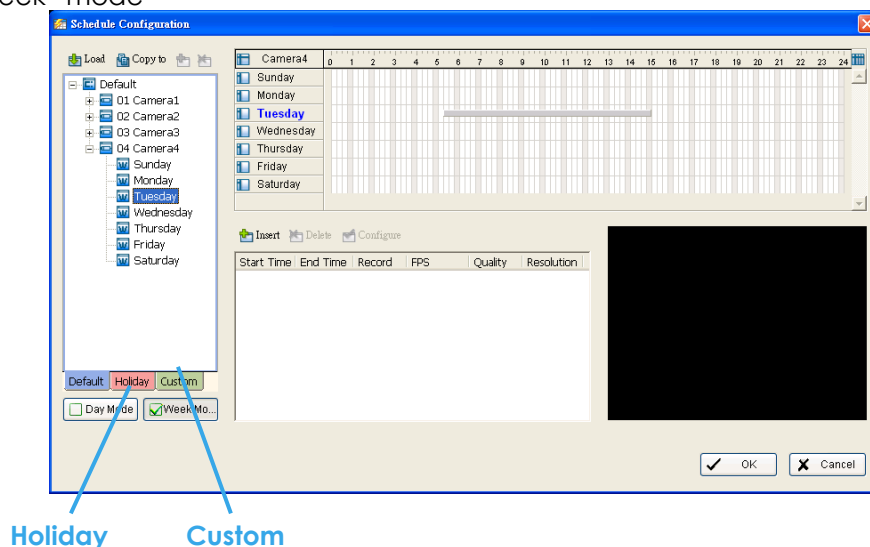 eek" mode
Schedule Configuration
Load Copy to
Default
01 Camera1
02 Camera2
03 Camera3
04 Camera4
Sunday
Monday
Tuesday
Wednesday
Thursday
Friday
Saturday
Default Holiday Custom
Day Mode Week Mo...
Camera4 0 1 2 3 4 5 6 7 8 9 10 11 12 13 14 15 16 17 18 19 20 21 22 23 24
Sunday
Monday
Tuesday
Wednesday
Thursday
Friday
Saturday
Insert Delete Configure
Start Time End Time Record FPS Quality Resolution
OK Cancel
Holiday Custom